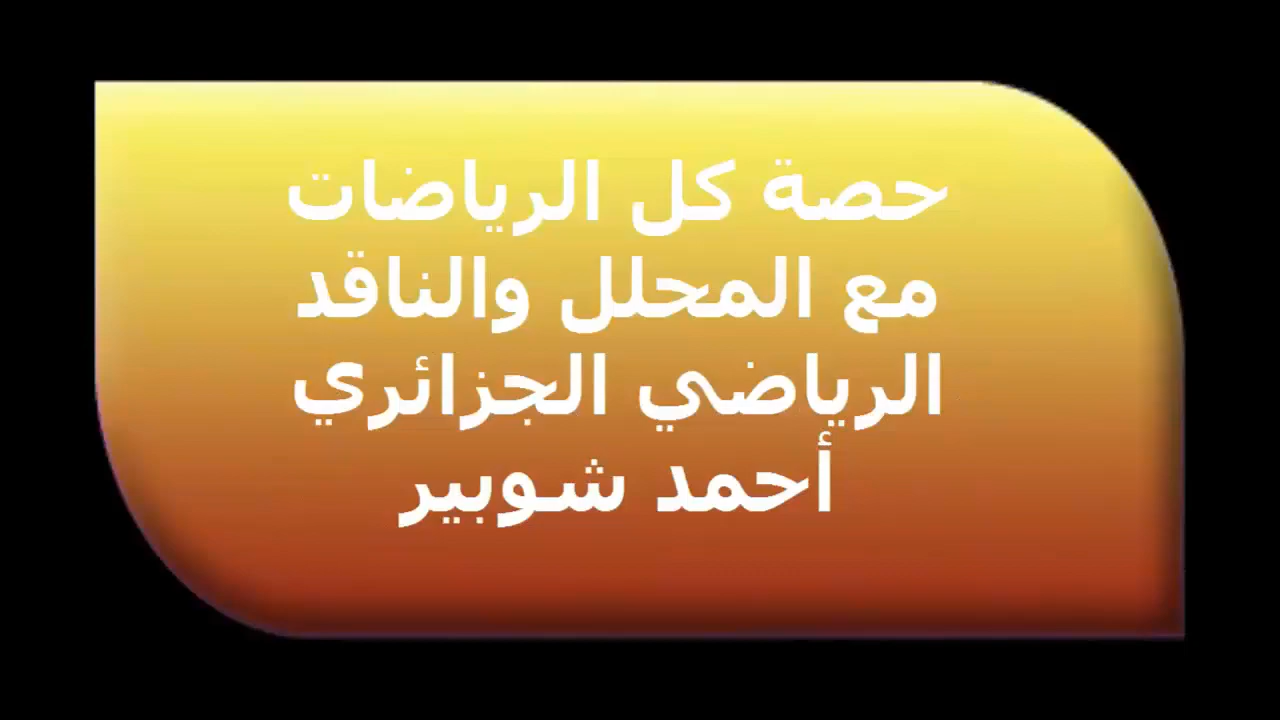 حصة كل الرياضات
مع المحلل والناقد
الرياضي الجزائري
أحمد شوبير